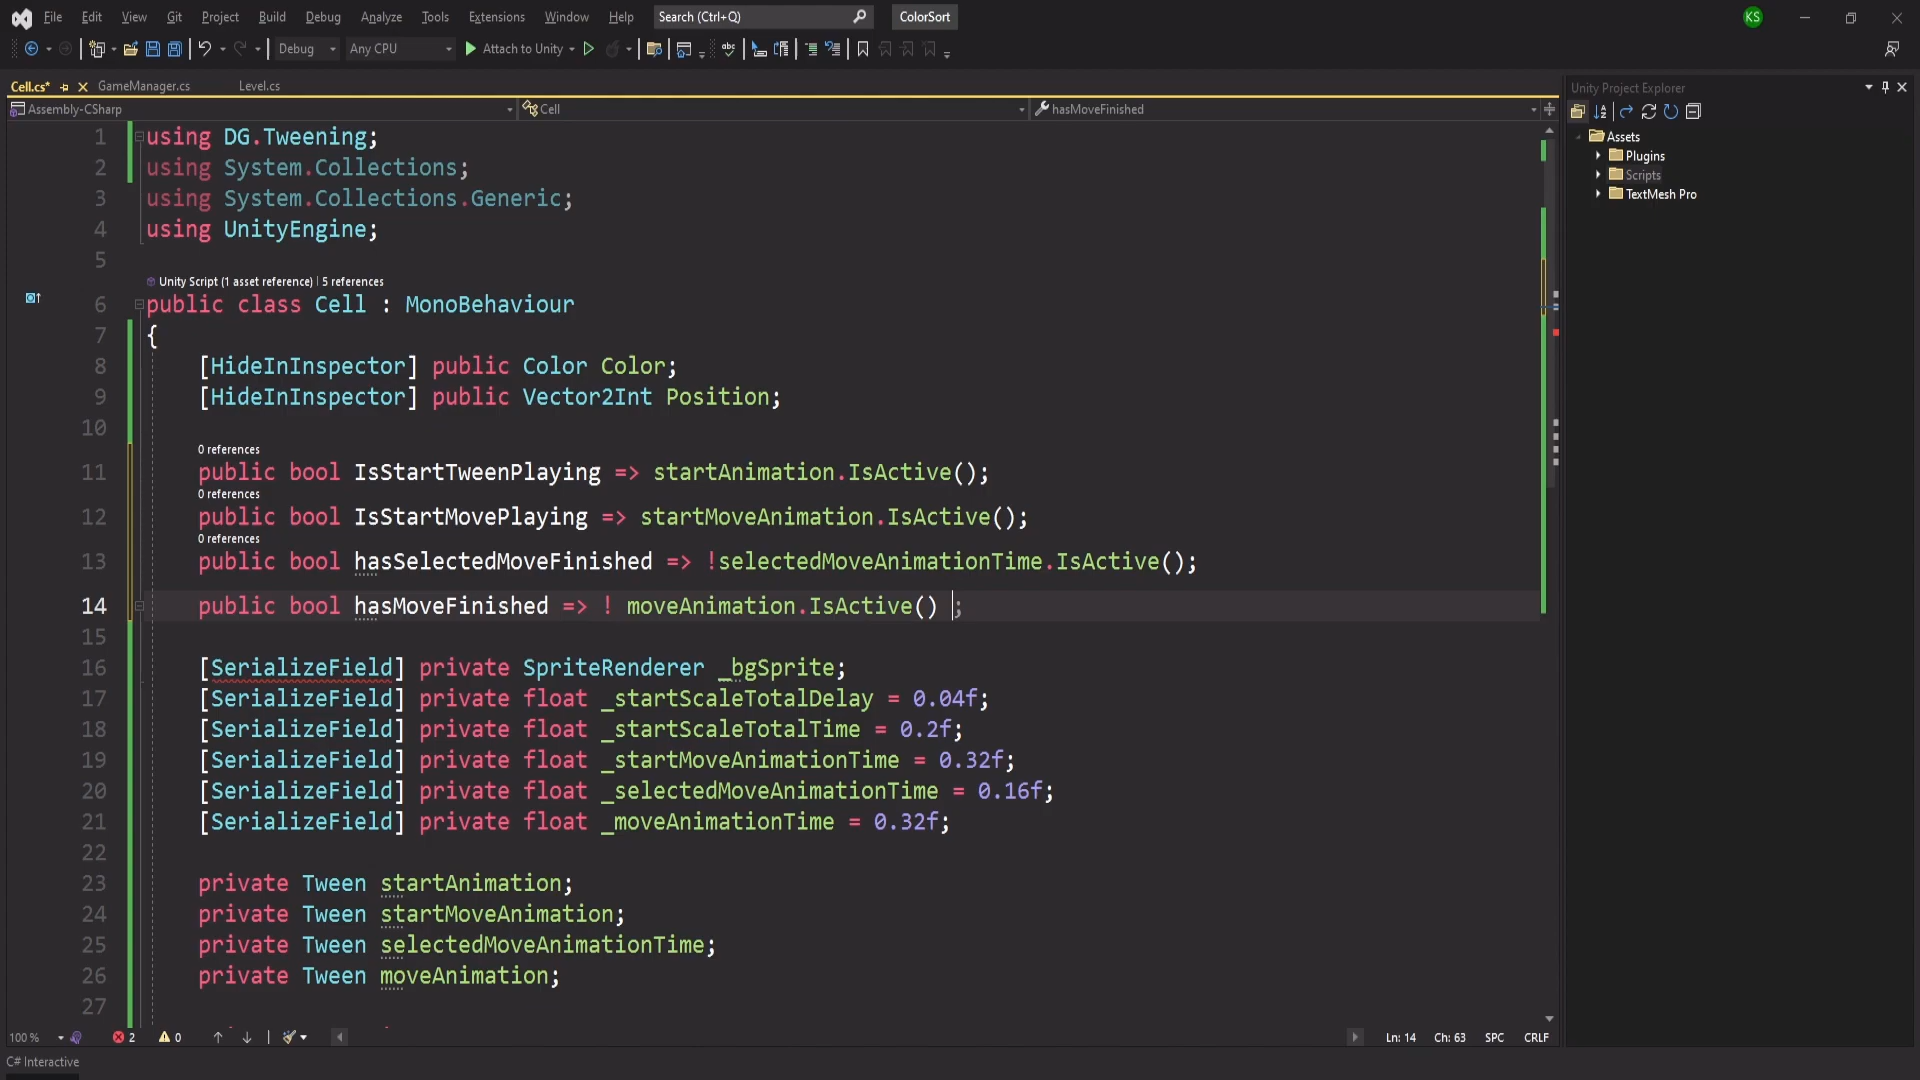 File Edit View Git Project Build Debug Analyze Tools Extensions Window Help Search (Ctrl+Q) ColorSort KS
Debug Any CPU Attach to Unity
Cell.cs* GameManager.cs Level.cs
Assembly-CSharp Cell hasMoveFinished
1 using DG.Tweening;
2 using System.Collections;
3 using System.Collections.Generic;
4 using UnityEngine;
5
Unity Script (1 asset reference) | 5 references
6 public class Cell : MonoBehaviour
7 {
8 [HideInInspector] public Color Color;
9 [HideInInspector] public Vector2Int Position;
10
0 references
11 public bool IsStartTweenPlaying => startAnimation.IsActive();
0 references
12 public bool IsStartMovePlaying => startMoveAnimation.IsActive();
0 references
13 public bool hasSelectedMoveFinished => !selectedMoveAnimationTime.IsActive();
14 public bool hasMoveFinished => ! moveAnimation.IsActive() ;
15
16 [SerializeField] private SpriteRenderer _bgSprite;
17 [SerializeField] private float _startScaleTotalDelay = 0.04f;
18 [SerializeField] private float _startScaleTotalTime = 0.2f;
19 [SerializeField] private float _startMoveAnimationTime = 0.32f;
20 [SerializeField] private float _selectedMoveAnimationTime = 0.16f;
21 [SerializeField] private float _moveAnimationTime = 0.32f;
22
23 private Tween startAnimation;
24 private Tween startMoveAnimation;
25 private Tween selectedMoveAnimationTime;
26 private Tween moveAnimation;
27
100 % 2 0 Ln: 14 Ch: 63 SPC CRLF
C# Interactive
Unity Project Explorer
Assets
Plugins
Scripts
TextMesh Pro